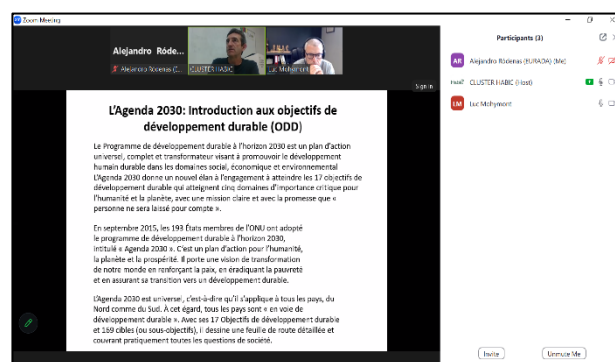 Zoom Meeting
Alejandro Róde...
Alejandro Ródenas (E...
CLUSTER HABIC
Luc Mohymont
Sign in
L'Agenda 2030: Introduction aux objectifs de
développement durable (ODD)
Le Programme de développement durable à l'horizon 2030 est un plan d'action
universel, complet et transformateur visant à promouvoir le développement
humain durable dans les domaines social, économique et environnemental
L'Agenda 2030 donne un nouvel élan à l'engagement à atteindre les 17 objectifs de
développement durable qui atteignent cinq domaines d'importance critique pour
l'humanité et la planète, avec une mission claire et avec la promesse que «
personne ne sera laissé pour compte ».
En septembre 2015, les 193 États membres de l'ONU ont adopté
le programme de développement durable à l'horizon 2030,
intitulé « Agenda 2030 ». C'est un plan d'action pour l'humanité,
la planète et la prospérité. Il porte une vision de transformation
de notre monde en renforçant la paix, en éradiquant la pauvreté
et en assurant sa transition vers un développement durable.
L'Agenda 2030 est universel, c'est-à-dire qu'il s'applique à tous les pays, du
Nord comme du Sud. À cet égard, tous les pays sont « en voie de
développement durable ». Avec ses 17 Objectifs de développement durable
et 169 cibles (ou sous-objectifs), il dessine une feuille de route détaillée et
couvrant pratiquement toutes les questions de société.
Participants (3)
AR Alejandro Ródenas (EURADA) (Me)
CLUSTER HABIC (Host)
LM Luc Mohymont
Invite
Unmute Me